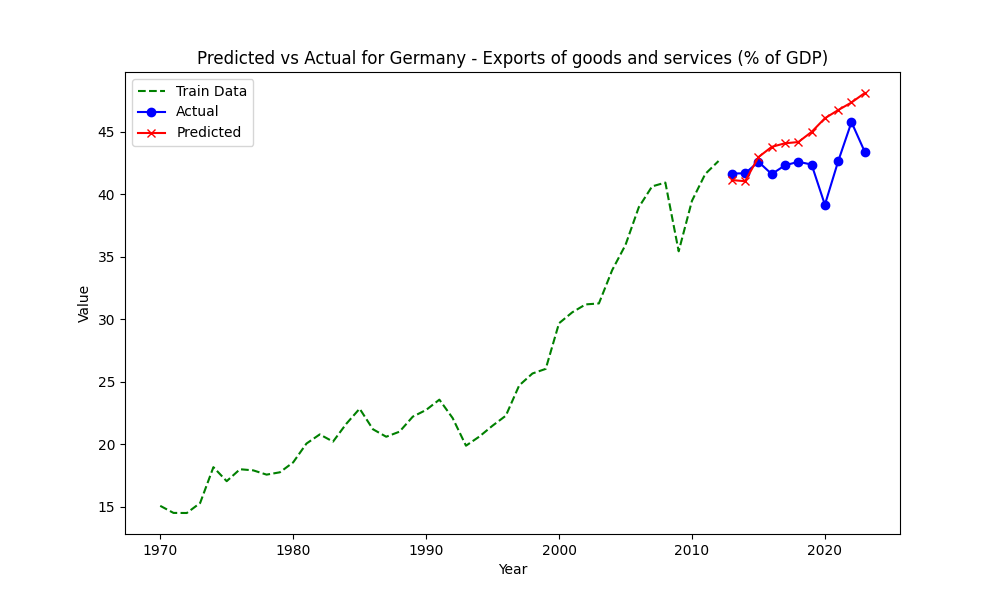 Predicted vs Actual for Germany - Exports of goods and services (% of GDP)
Train Data
Actual
Predicted
Value
45
40
35
30
25
20
15
1970 1980 1990 2000 2010 2020
Year